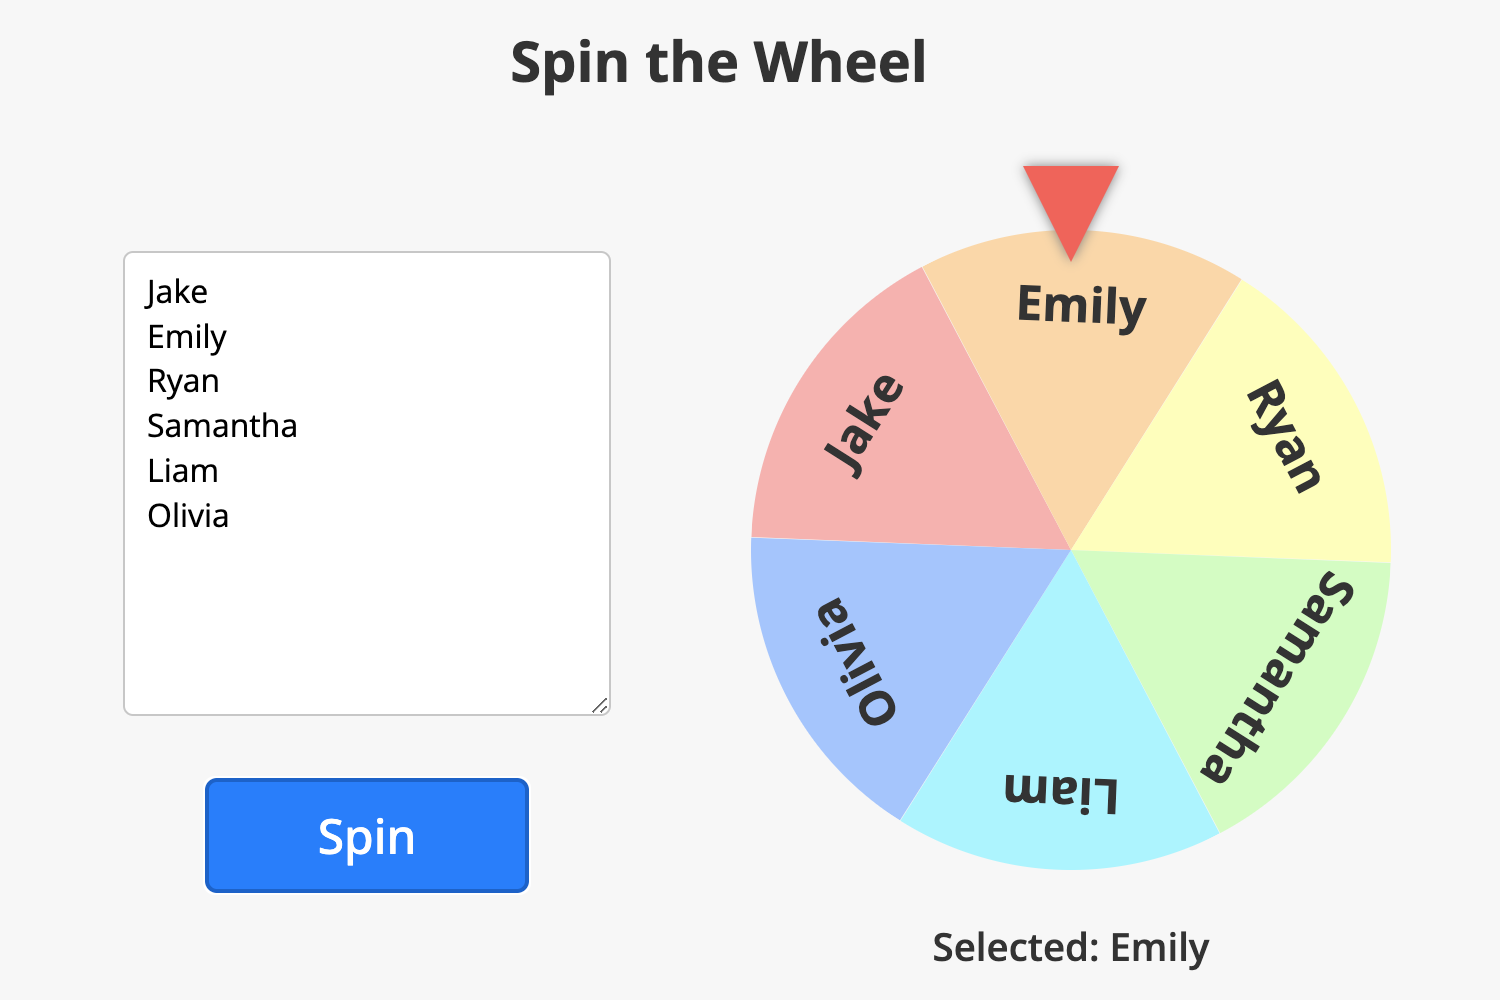 Spin the Wheel
Jake
Emily
Ryan
Samantha
Liam
Olivia
Spin
Emily
Ryan
Samantha
Liam
Olivia
Jake
Selected: Emily